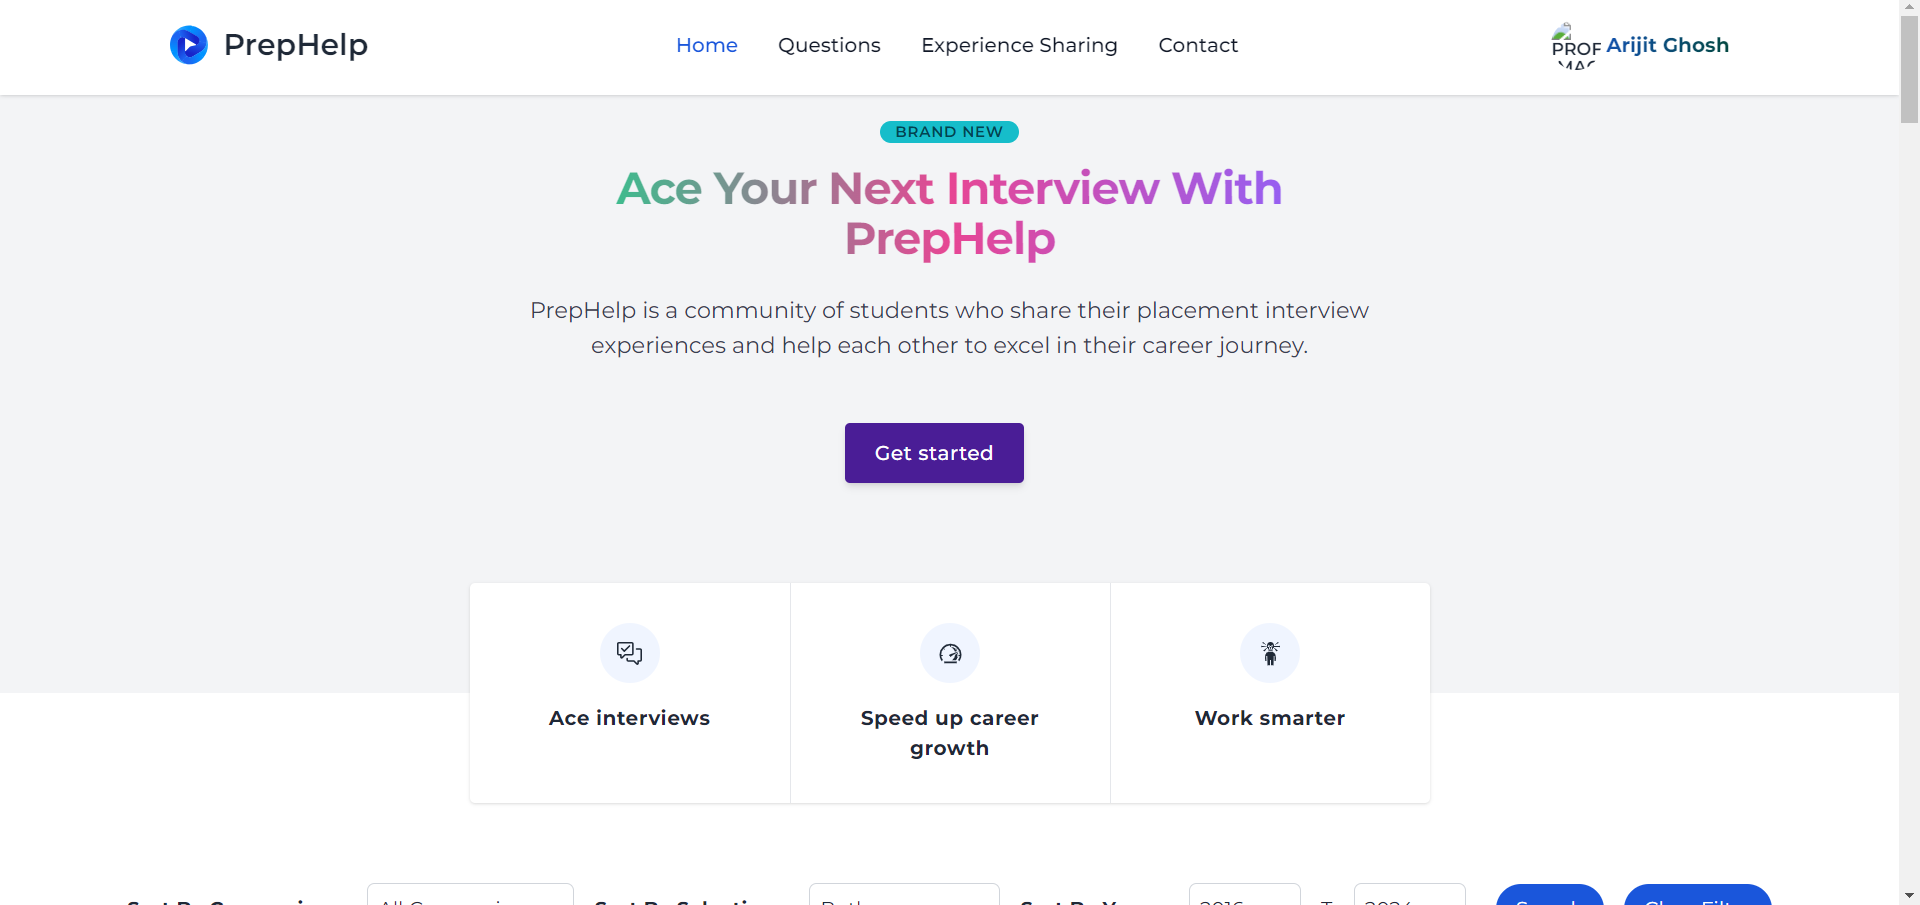 PrepHelp
Home Questions Experience Sharing Contact
Arijit Ghosh
BRAND NEW
Ace Your Next Interview With
PrepHelp
PrepHelp is a community of students who share their placement interview
experiences and help each other to excel in their career journey.
Get started
Ace interviews
Speed up career
growth
Work smarter